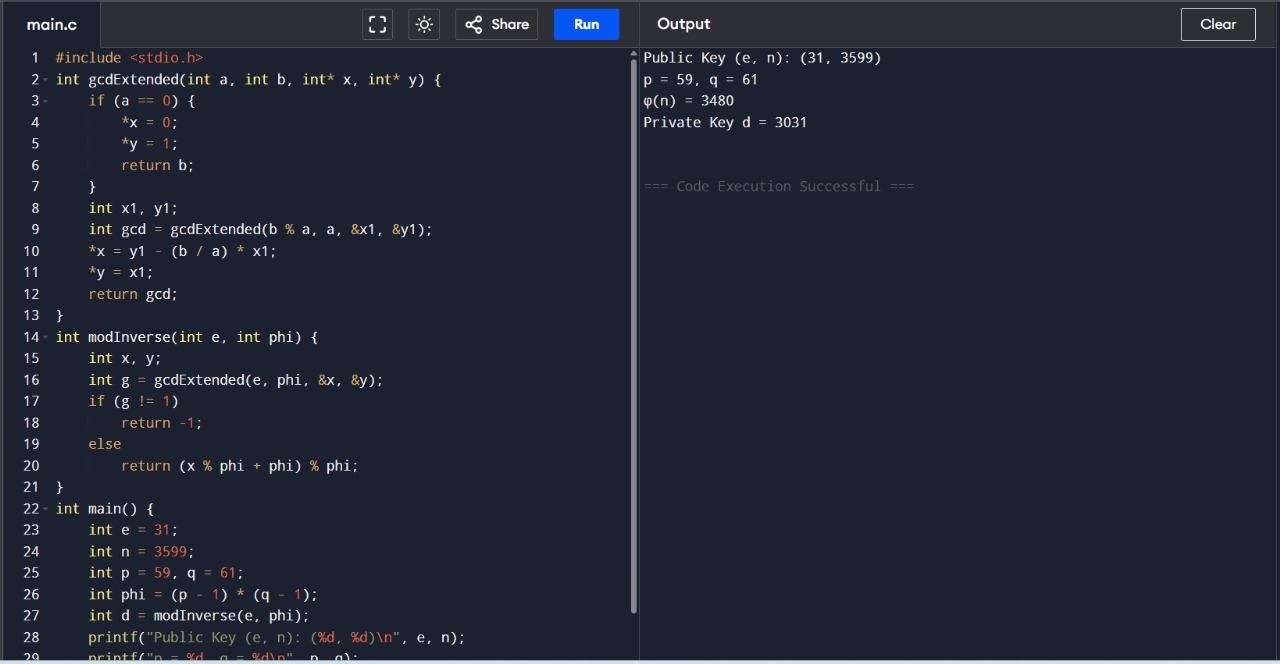 main.c Share Run Output Clear
1 #include <stdio.h>
2 int gcdExtended(int a, int b, int* x, int* y) {
3     if (a == 0) {
4         *x = 0;
5         *y = 1;
6         return b;
7     }
8     int x1, y1;
9     int gcd = gcdExtended(b % a, a, &x1, &y1);
10     *x = y1 - (b / a) * x1;
11     *y = x1;
12     return gcd;
13 }
14 int modInverse(int e, int phi) {
15     int x, y;
16     int g = gcdExtended(e, phi, &x, &y);
17     if (g != 1)
18         return -1;
19     else
20         return (x % phi + phi) % phi;
21 }
22 int main() {
23     int e = 31;
24     int n = 3599;
25     int p = 59, q = 61;
26     int phi = (p - 1) * (q - 1);
27     int d = modInverse(e, phi);
28     printf("Public Key (e, n): (%d, %d)\n", e, n);
29     printf("p = %d, q = %d\n", p, q);
Public Key (e, n): (31, 3599)
p = 59, q = 61
φ(n) = 3480
Private Key d = 3031
=== Code Execution Successful ===